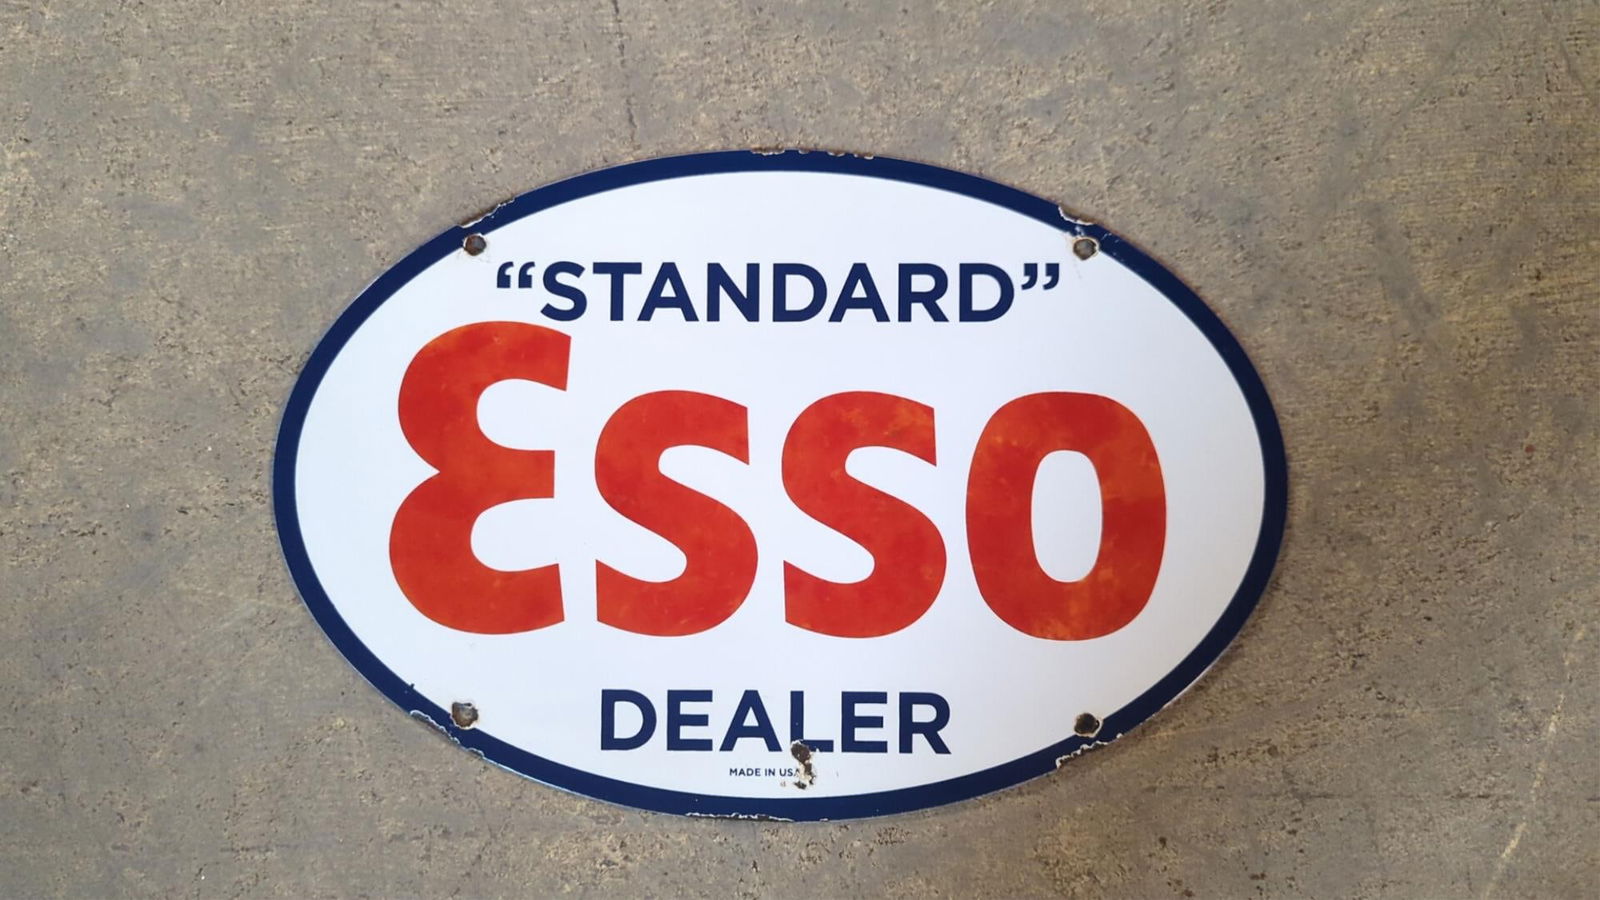 “STANDARD”
Esso
DEALER
MADE IN USA